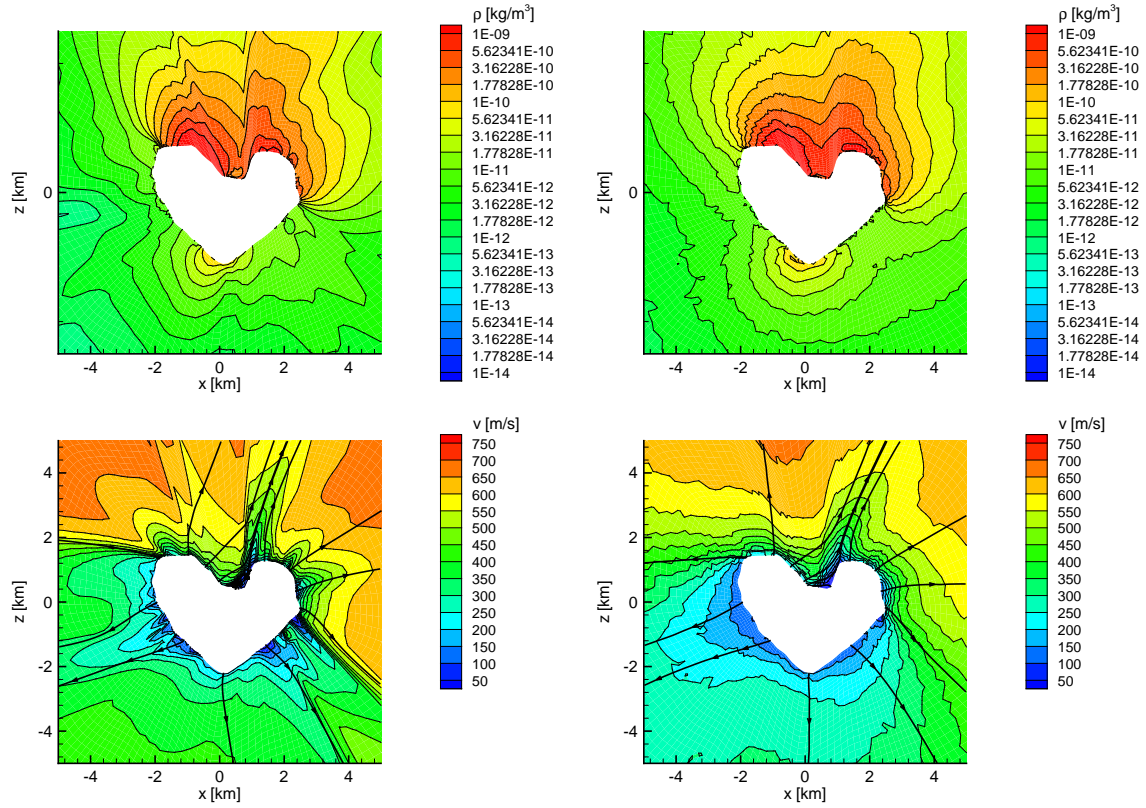 ρ [kg/m³]
1E-09
5.62341E-10
3.16228E-10
1.77828E-10
1E-10
5.62341E-11
3.16228E-11
1.77828E-11
1E-11
5.62341E-12
3.16228E-12
1.77828E-12
1E-12
5.62341E-13
3.16228E-13
1.77828E-13
1E-13
5.62341E-14
3.16228E-14
1.77828E-14
1E-14
z [km]
0
-4 -2 0 2 4
x [km]
ρ [kg/m³]
1E-09
5.62341E-10
3.16228E-10
1.77828E-10
1E-10
5.62341E-11
3.16228E-11
1.77828E-11
1E-11
5.62341E-12
3.16228E-12
1.77828E-12
1E-12
5.62341E-13
3.16228E-13
1.77828E-13
1E-13
5.62341E-14
3.16228E-14
1.77828E-14
1E-14
z [km]
0
-4 -2 0 2 4
x [km]
v [m/s]
750
700
650
600
550
500
450
400
350
300
250
200
150
100
50
z [km]
4
2
0
-2
-4
-4 -2 0 2 4
x [km]
v [m/s]
750
700
650
600
550
500
450
400
350
300
250
200
150
100
50
z [km]
4
2
0
-2
-4
-4 -2 0 2 4
x [km]